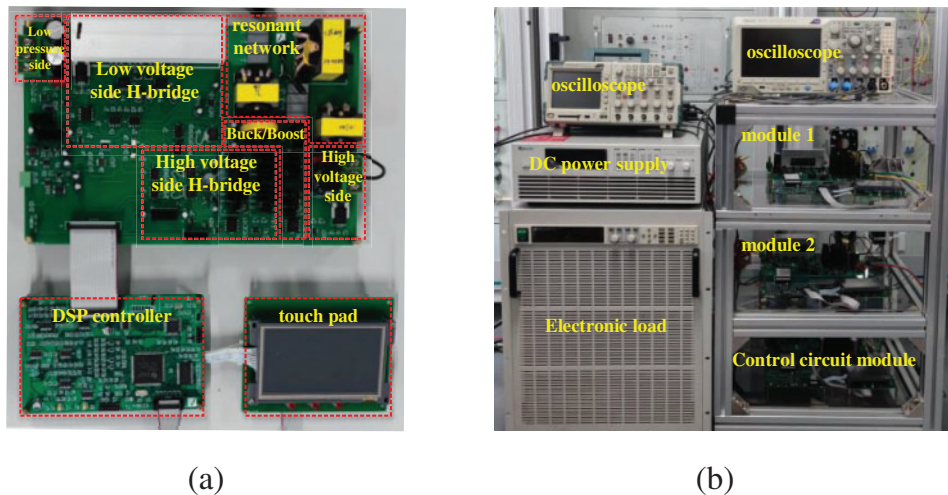 Low
pressure
side
Low voltage
side H-bridge
resonant
network
Buck/Boost
High voltage
side H-bridge
High
voltage
side
DSP controller
touch pad
(a)
oscilloscope
oscilloscope
module 1
DC power supply
module 2
Electronic load
Control circuit module
(b)